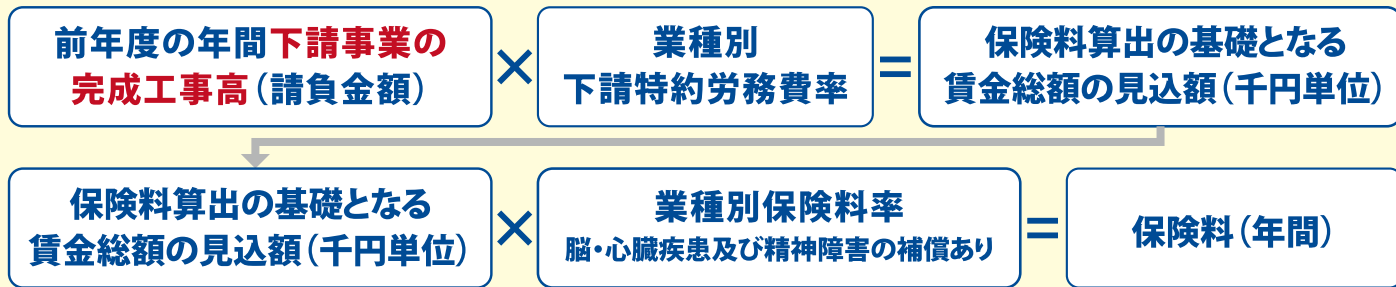 前年度の年間下請事業の
完成工事高(請負金額)
×
業種別
下請特約労務費率
=
保険料算出の基礎となる
賃金総額の見込額(千円単位)
保険料算出の基礎となる
賃金総額の見込額(千円単位)
×
業種別保険料率
脳・心臓疾患及び精神障害の補償あり
=
保険料(年間)